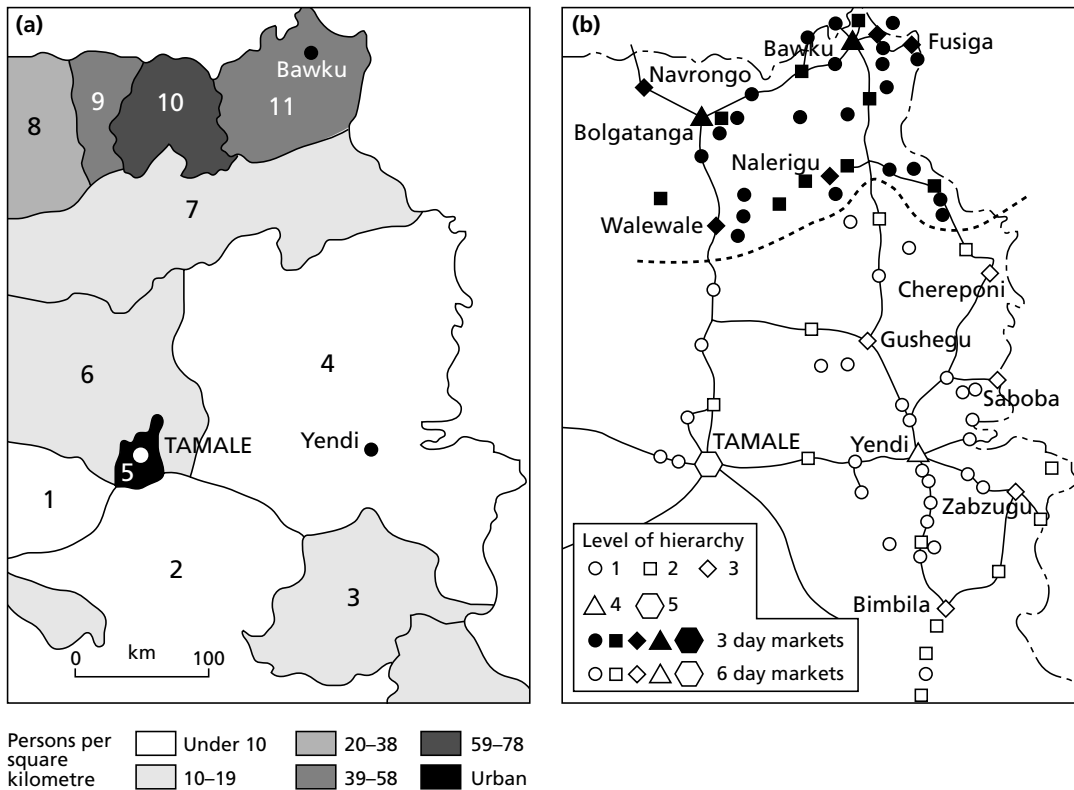 (a)
Bawku
8
9
10
11
7
4
6
TAMALE
Yendi
5
1
2
3
0 km 100
Persons per
square
kilometre
Under 10
10–19
20–38
39–58
59–78
Urban
(b)
Bawku
Fusiga
Navrongo
Bolgatanga
Nalerigu
Walewale
Chereponi
Gushegu
Saboba
TAMALE
Yendi
Zabzugu
Bimbila
Level of hierarchy
1 2 3
4 5
3 day markets
6 day markets